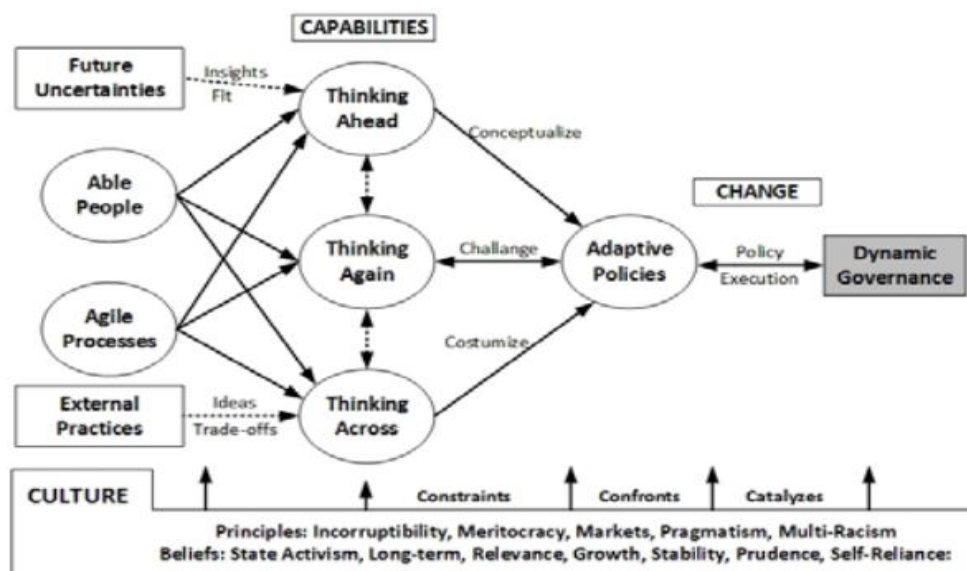 CAPABILITIES
Future
Uncertainties
Insights
Fit
Thinking
Ahead
Conceptualize
Able
People
CHANGE
Thinking
Again
Challange
Adaptive
Policies
Policy
Execution
Dynamic
Governance
Agile
Processes
Costumize
External
Practices
Ideas
Trade-offs
Thinking
Across
CULTURE
Constraints
Confronts
Catalyzes
Principles: Incorruptibility, Meritocracy, Markets, Pragmatism, Multi-Racism
Beliefs: State Activism, Long-term, Relevance, Growth, Stability, Prudence, Self-Reliance: